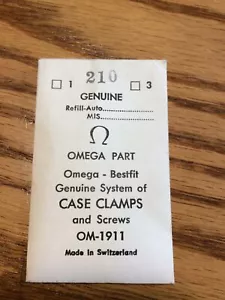 210
□ 1 □ 3
GENUINE
Refill-Auto..................
MIS..................
Ω
OMEGA PART
Omega - Bestfit
Genuine System of
CASE CLAMPS
and Screws
OM-1911
Made in Switzerland